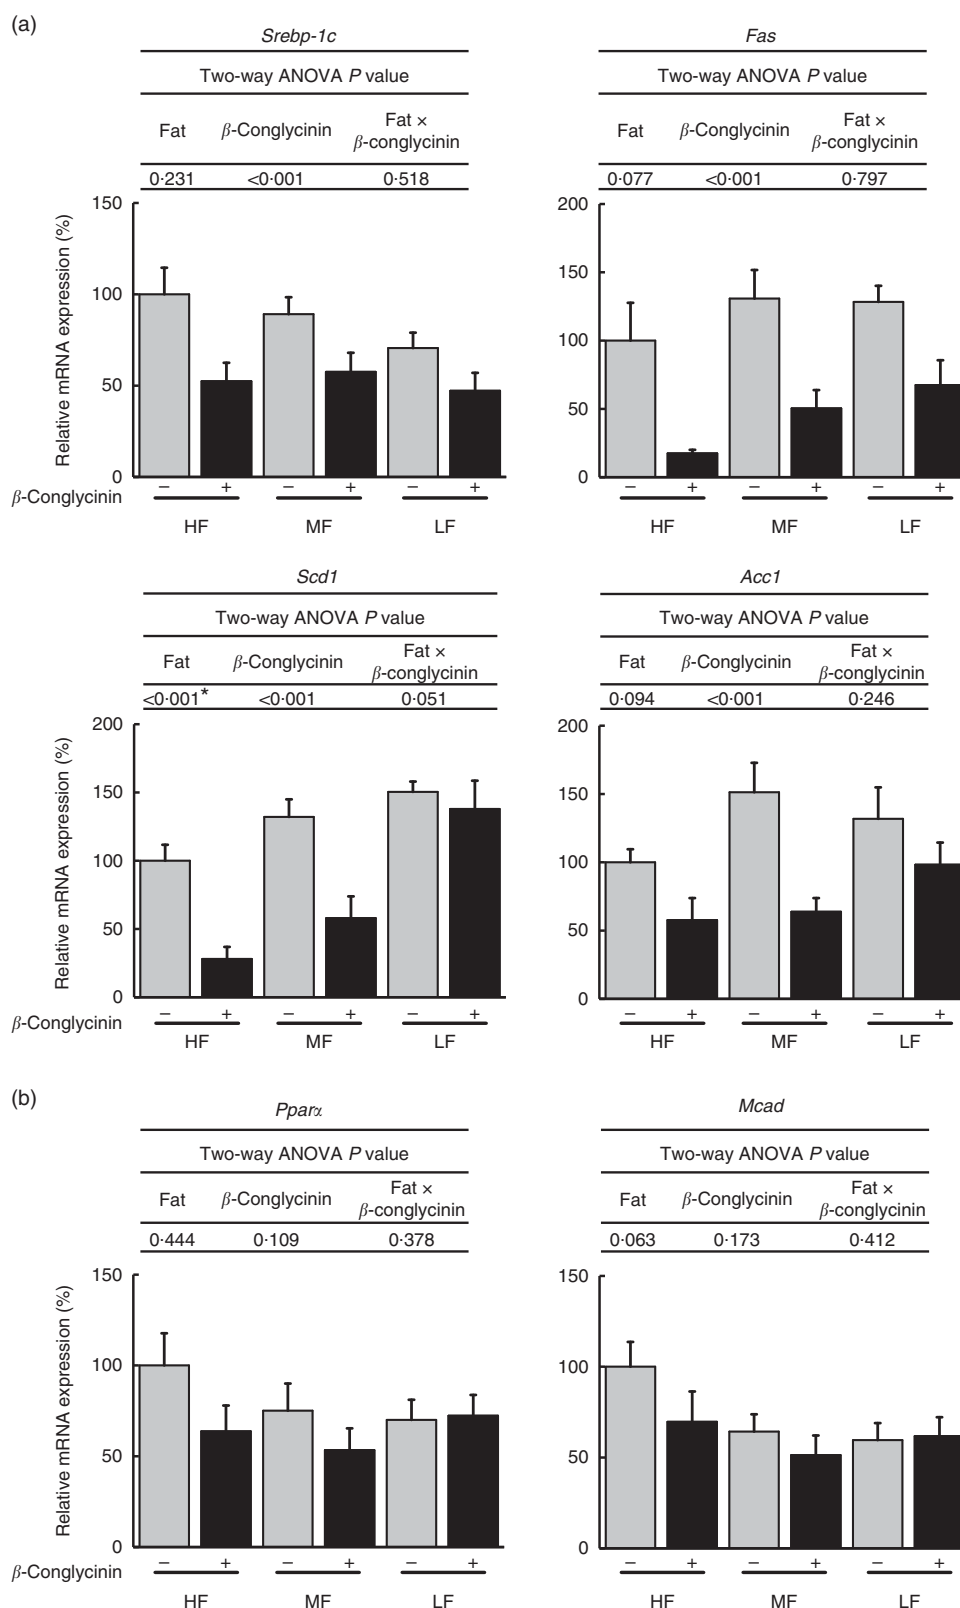 (a)
Srebp-1c
Two-way ANOVA P value
Fat β-Conglycinin Fat × β-conglycinin
0·231 <0·001 0·518
Relative mRNA expression (%)
150
100
50
0
β-Conglycinin − + − + − +
HF MF LF
Fas
Two-way ANOVA P value
Fat β-Conglycinin Fat × β-conglycinin
0·077 <0·001 0·797
200
150
100
50
0
− + − + − +
HF MF LF
Scd1
Two-way ANOVA P value
Fat β-Conglycinin Fat × β-conglycinin
<0·001* <0·001 0·051
Relative mRNA expression (%)
200
150
100
50
0
β-Conglycinin − + − + − +
HF MF LF
Acc1
Two-way ANOVA P value
Fat β-Conglycinin Fat × β-conglycinin
0·094 <0·001 0·246
200
150
100
50
0
− + − + − +
HF MF LF
(b)
Pparα
Two-way ANOVA P value
Fat β-Conglycinin Fat × β-conglycinin
0·444 0·109 0·378
Relative mRNA expression (%)
150
100
50
0
β-Conglycinin − + − + − +
HF MF LF
Mcad
Two-way ANOVA P value
Fat β-Conglycinin Fat × β-conglycinin
0·063 0·173 0·412
150
100
50
0
− + − + − +
HF MF LF